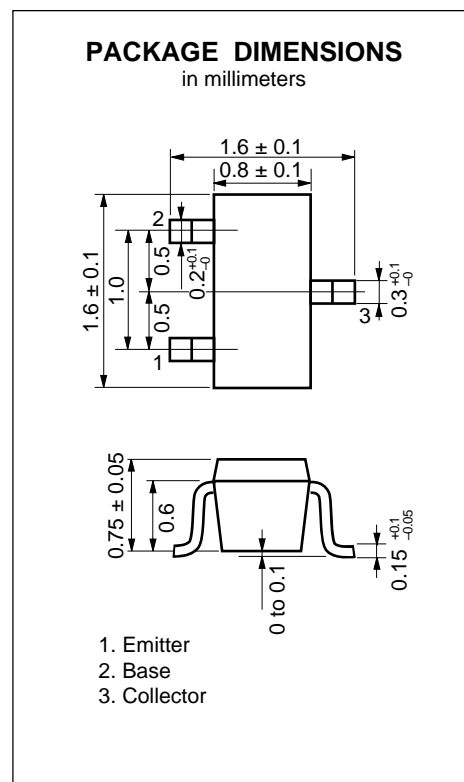 PACKAGE DIMENSIONS
in millimeters
1.6 ± 0.1
0.8 ± 0.1
2
1.6 ± 0.1
1.0
0.5
0.5
0.2 +0.1 −0
0.3 +0.1 −0
3
1
0.75 ± 0.05
0.6
0 to 0.1
0.15 +0.1 −0.05
1. Emitter
2. Base
3. Collector